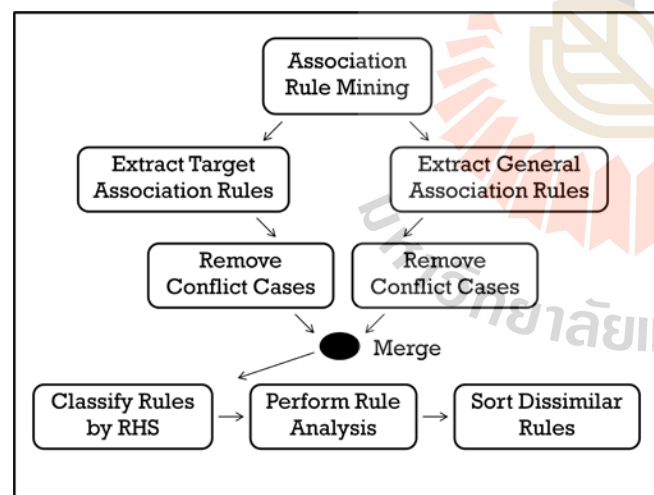 Association
Rule Mining
Extract Target
Association Rules
Extract General
Association Rules
Remove
Conflict Cases
Remove
Conflict Cases
Merge
Classify Rules
by RHS
Perform Rule
Analysis
Sort Dissimilar
Rules